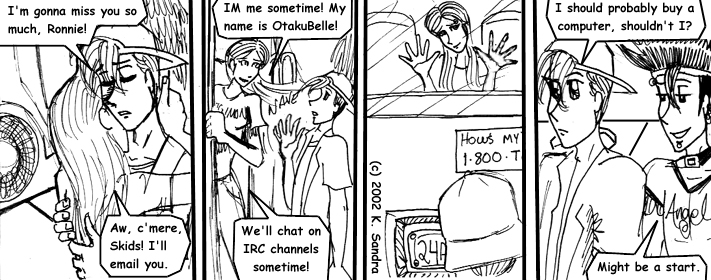 I'm gonna miss you so
much, Ronnie!
Aw, c'mere,
Skids! I'll
email you.
IM me sometime! My
name is OtakuBelle!
We'll chat on
IRC channels
sometime!
HOWS MY
1·800·T
24
(c) 2002 K. Sandra
I should probably buy a
computer, shouldn't I?
Angel
Might be a start.